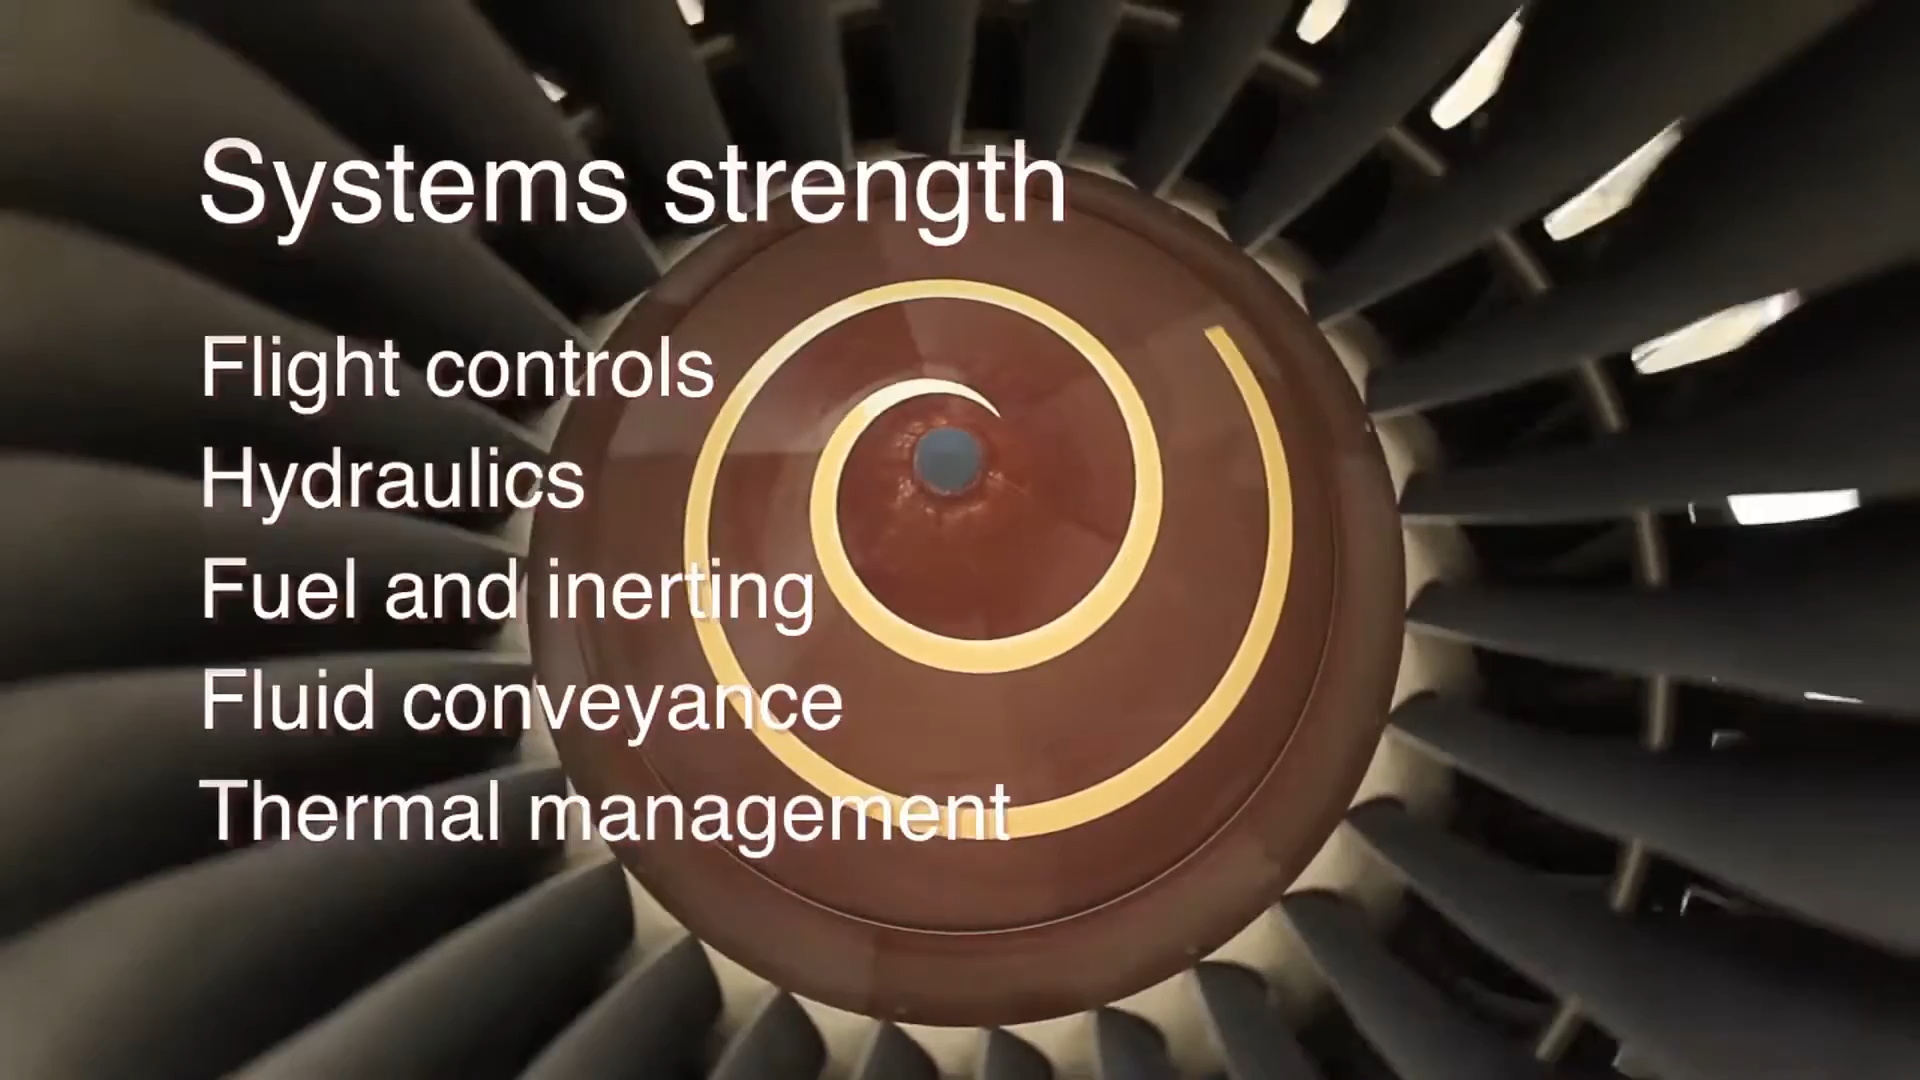 Systems strength
Flight controls
Hydraulics
Fuel and inerting
Fluid conveyance
Thermal management